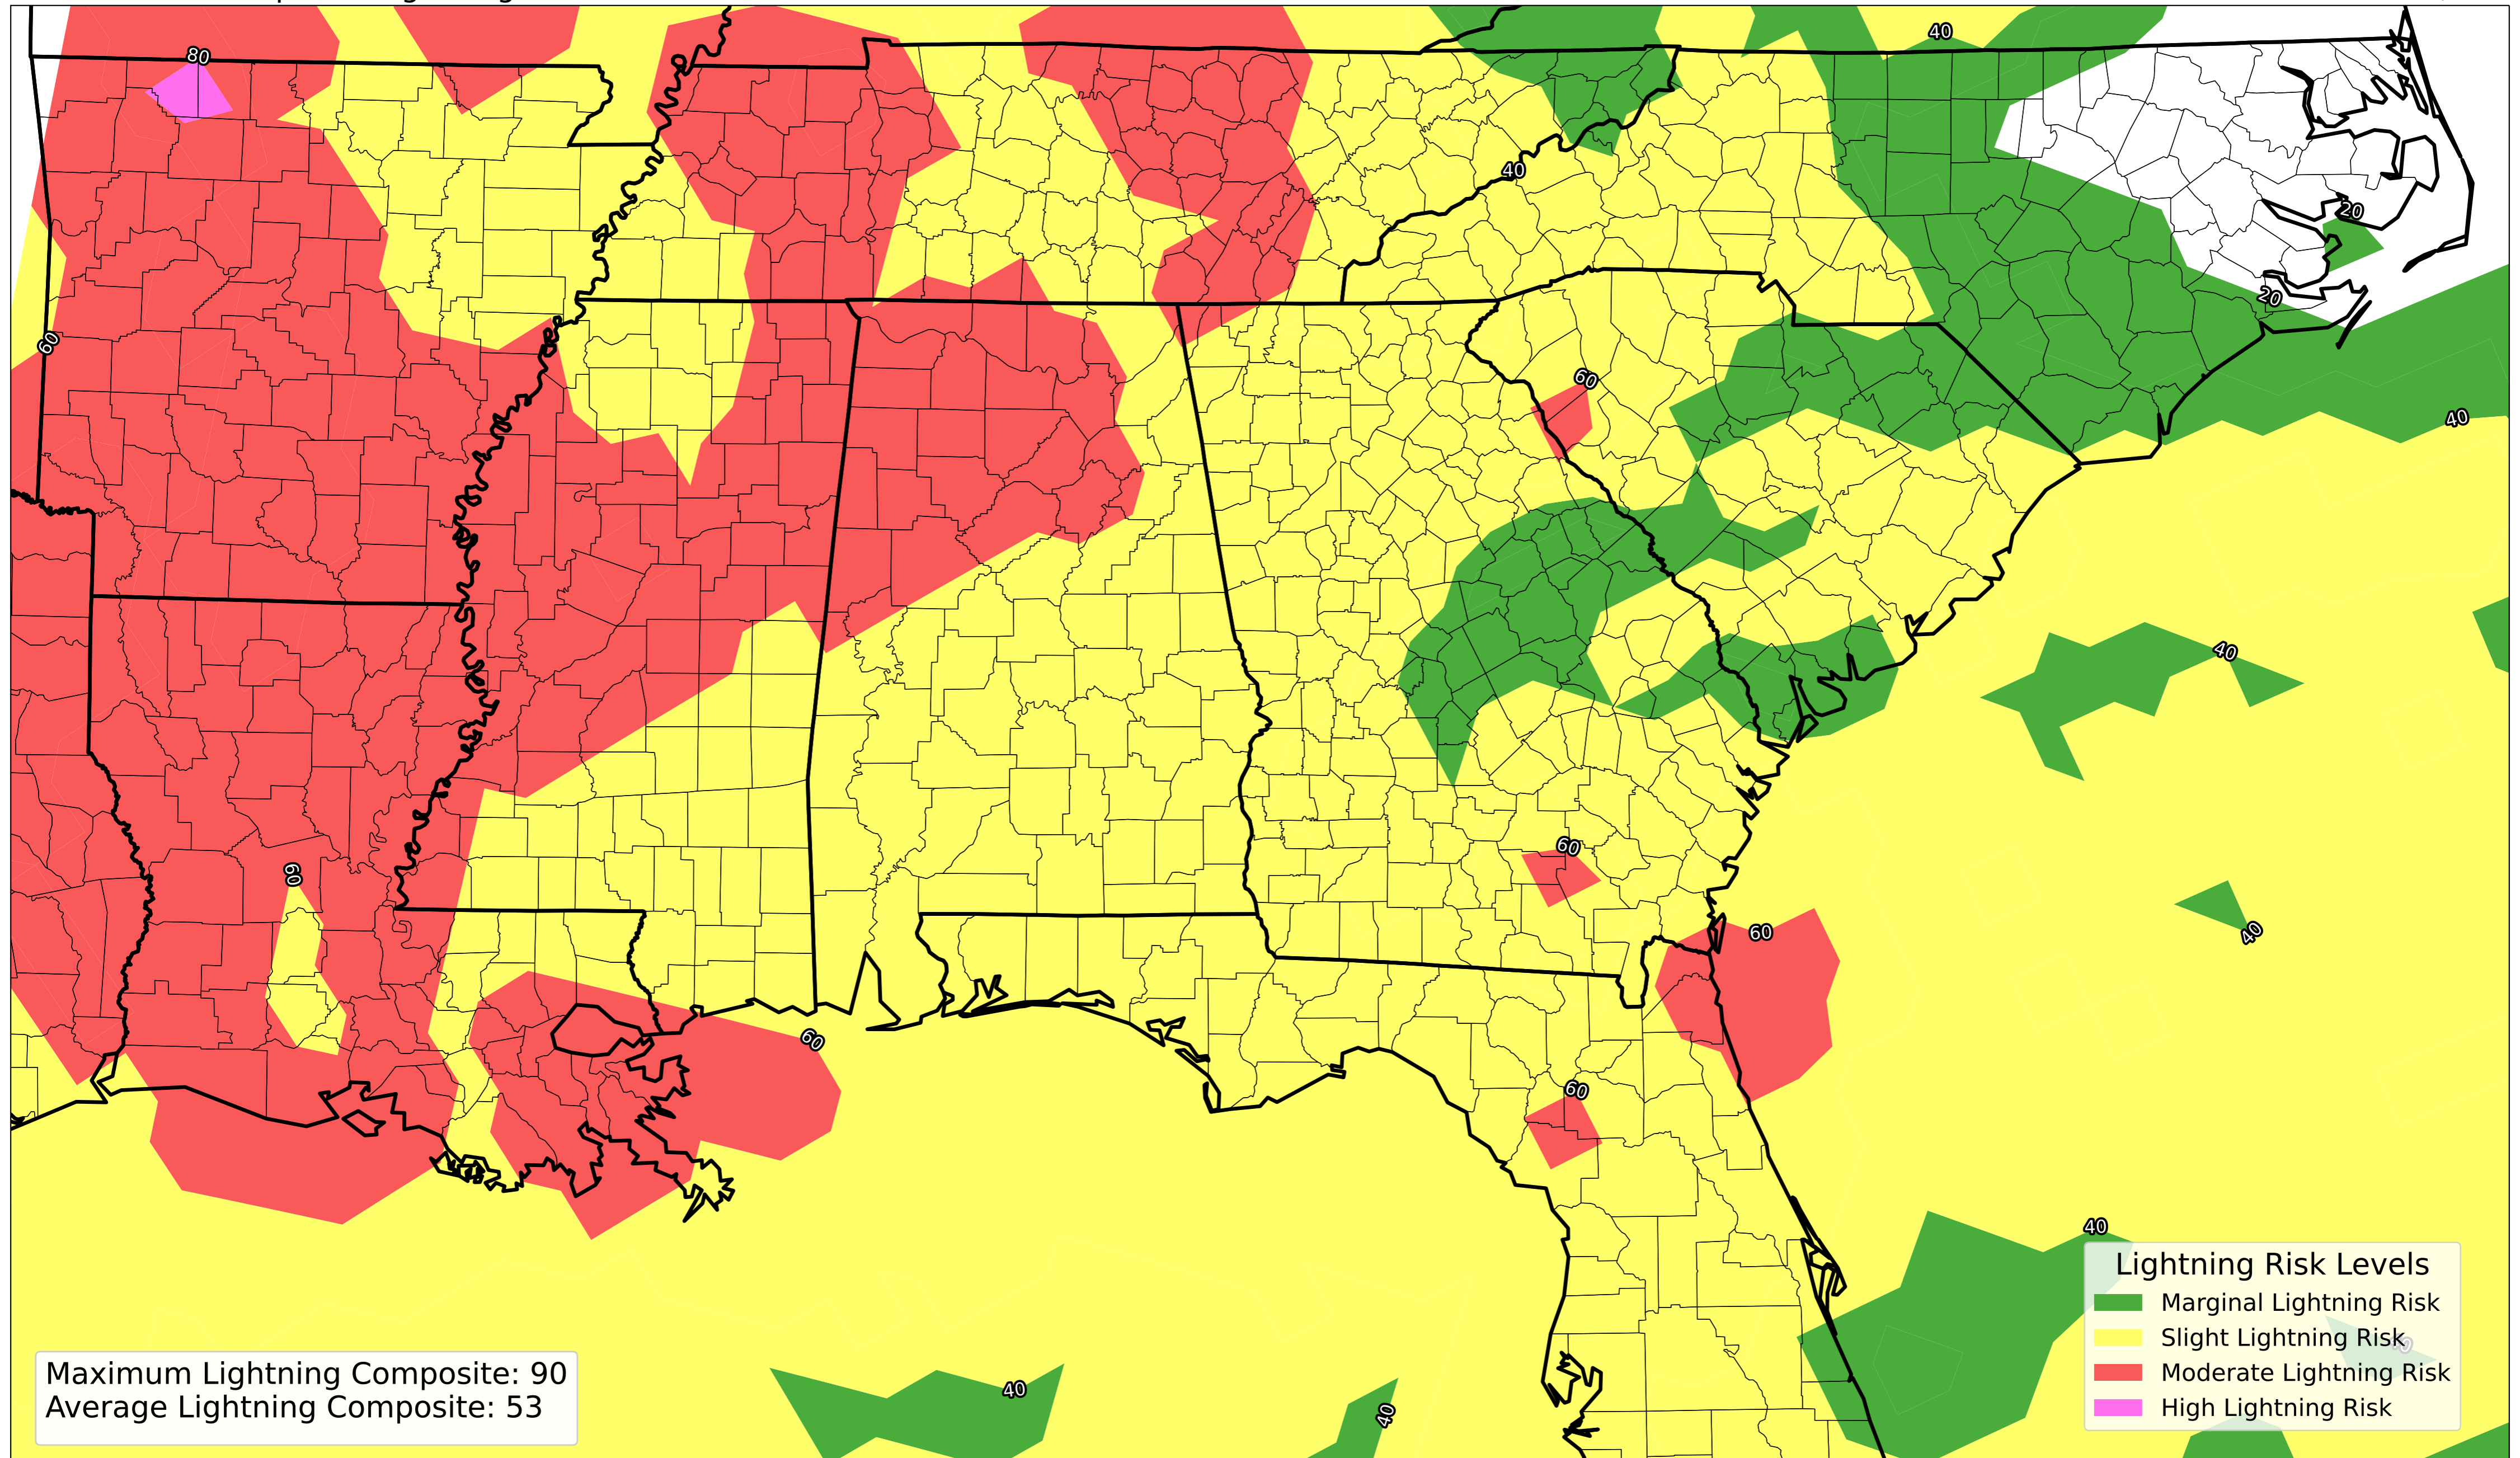 40
80
40
20
20
60
60
40
40
60
60
60
40
60
60
40
40
Lightning Risk Levels
Marginal Lightning Risk
Slight Lightning Risk
Moderate Lightning Risk
High Lightning Risk
Maximum Lightning Composite: 90
Average Lightning Composite: 53
40
40